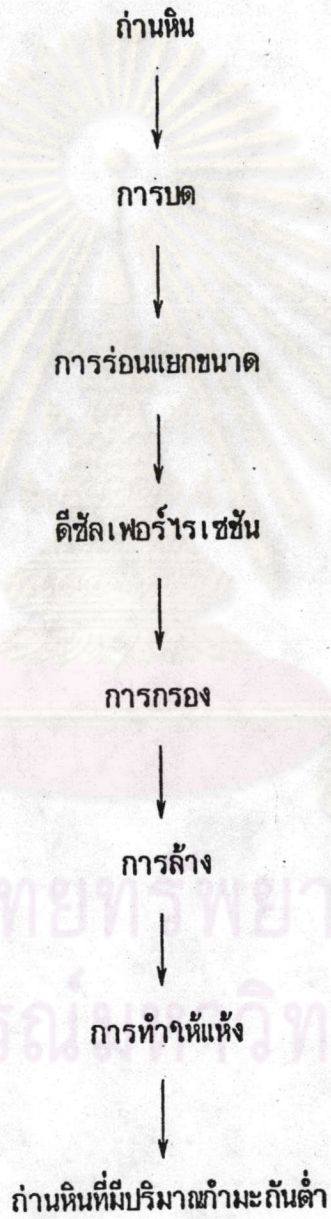 ถ่านหิน
การบด
การร่อนแยกขนาด
ดีซัลเฟอร์ไรเซชัน
การกรอง
การล้าง
การทำให้แห้ง
ถ่านหินที่มีปริมาณกำมะถันต่ำ